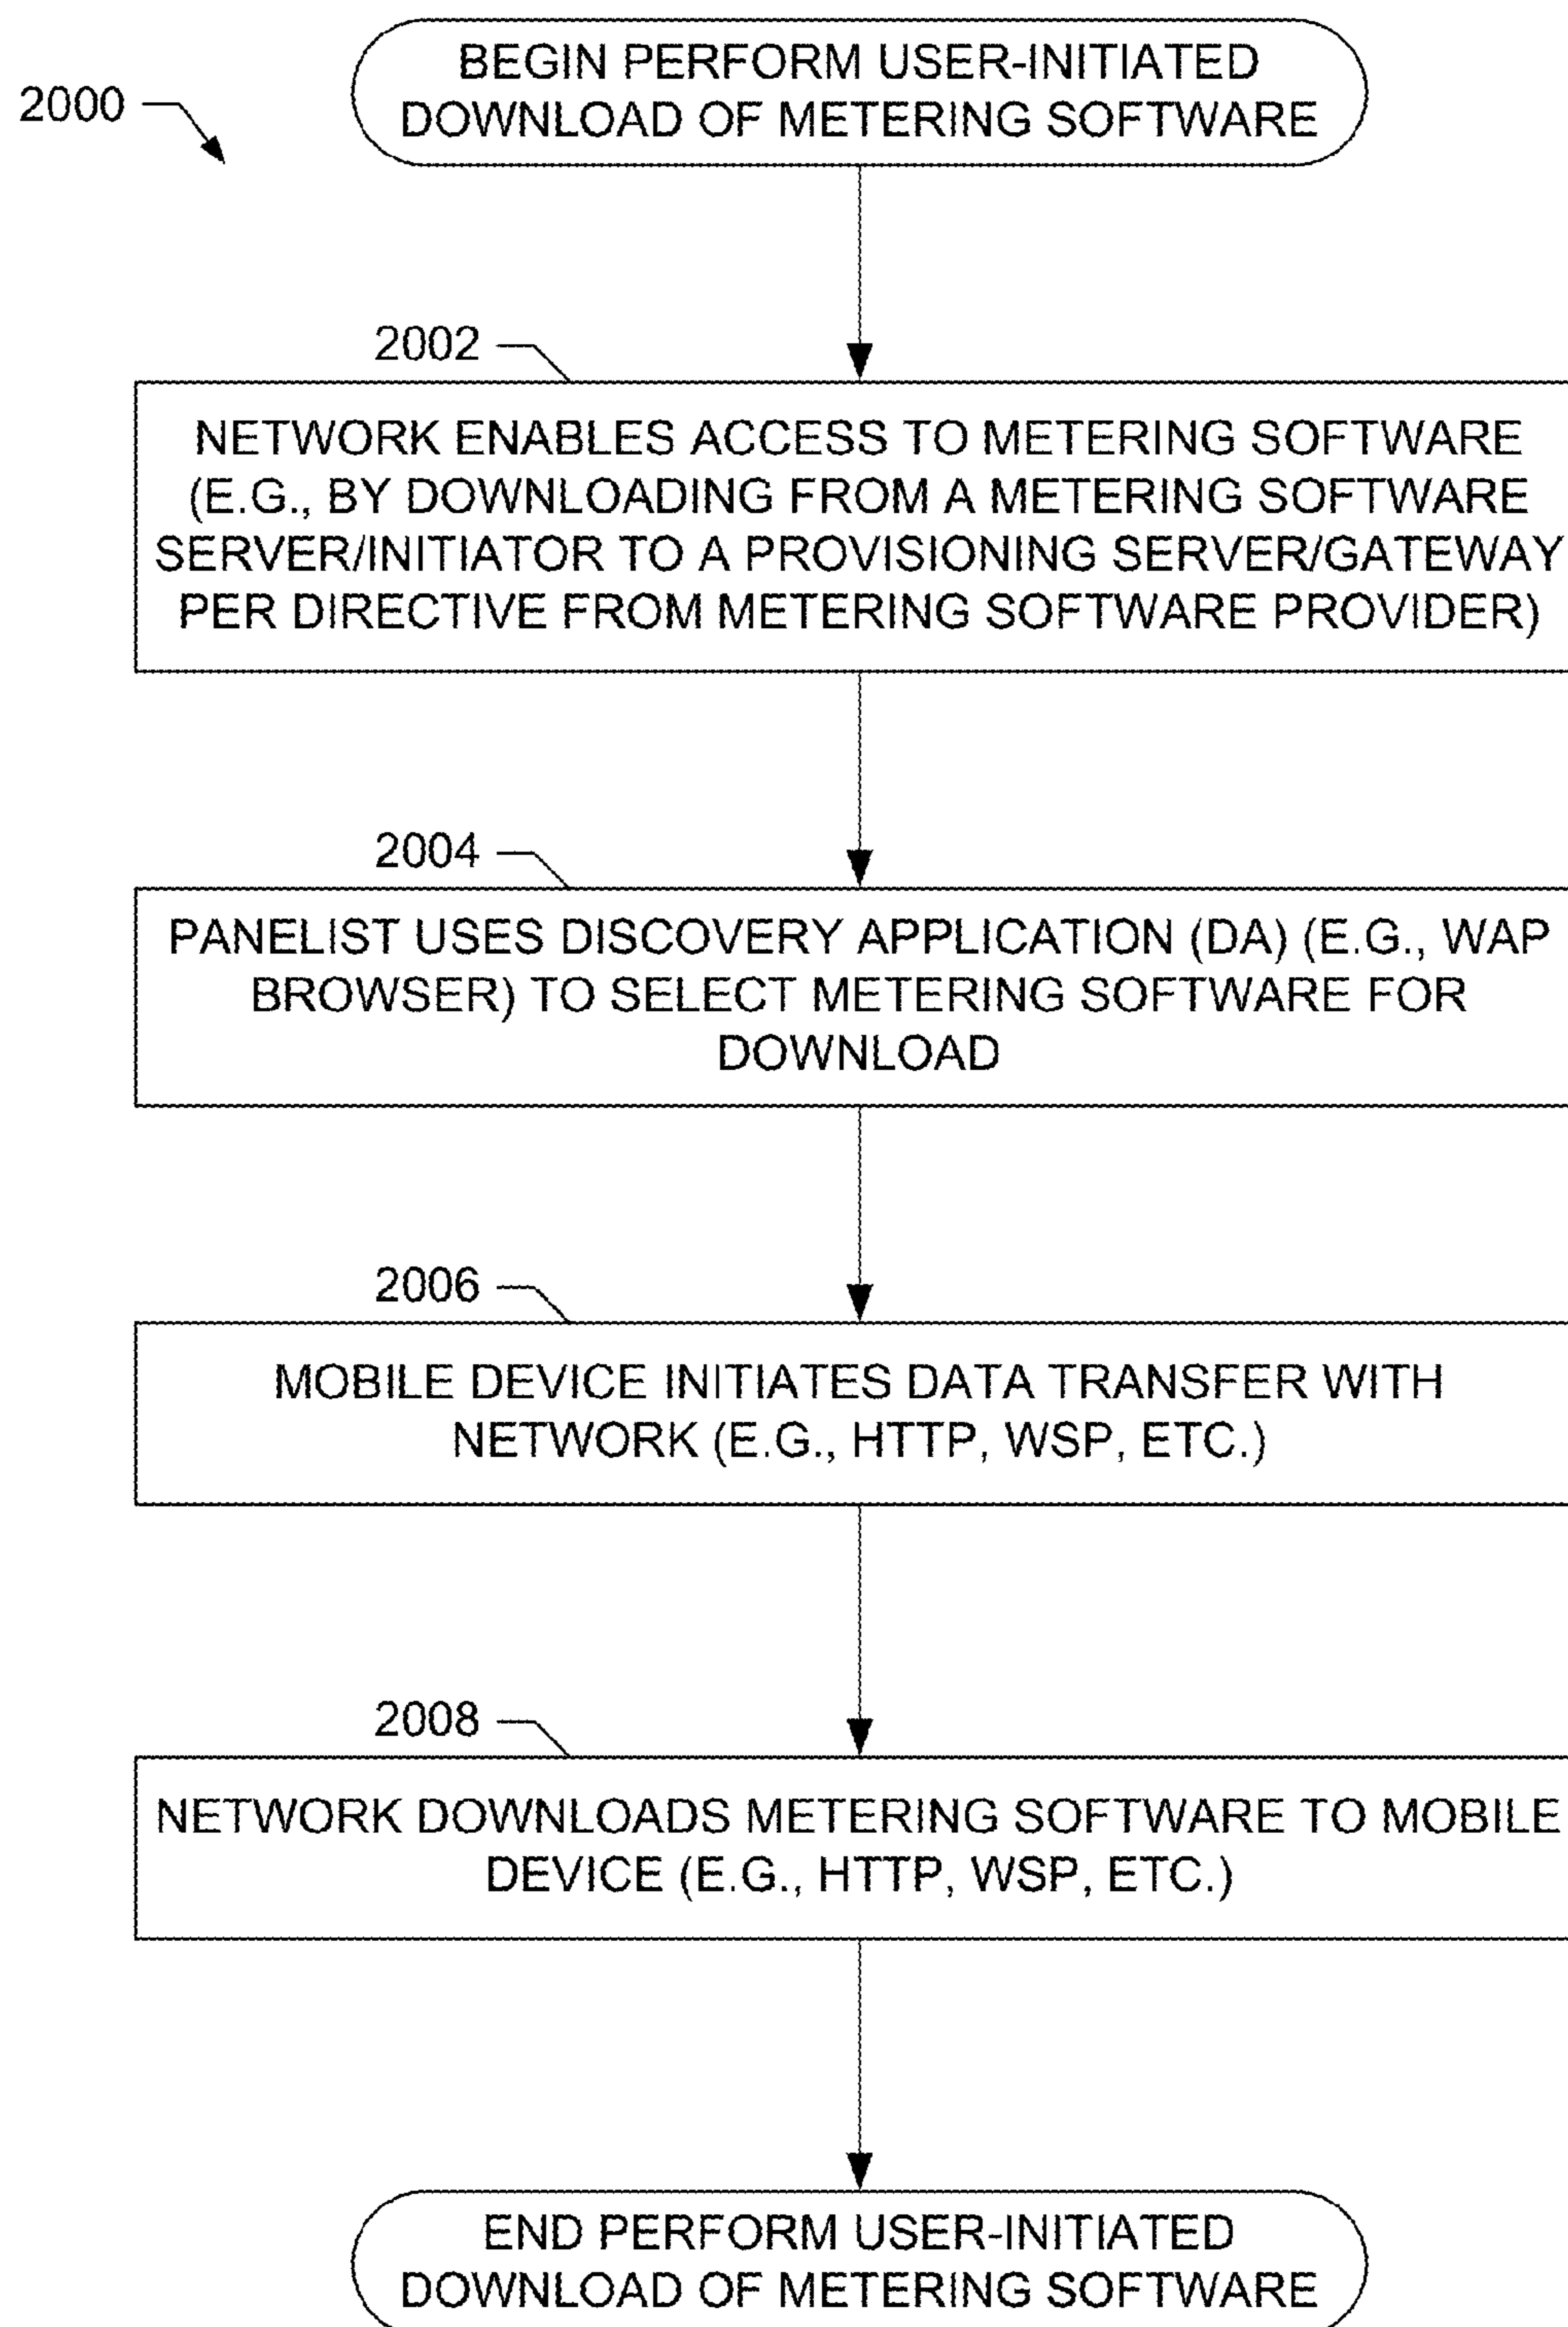 BEGIN PERFORM USER-INITIATED
DOWNLOAD OF METERING SOFTWARE
2000
2002
NETWORK ENABLES ACCESS TO METERING SOFTWARE
(E.G., BY DOWNLOADING FROM A METERING SOFTWARE
SERVER/INITIATOR TO A PROVISIONING SERVER/GATEWAY
PER DIRECTIVE FROM METERING SOFTWARE PROVIDER)
2004
PANELIST USES DISCOVERY APPLICATION (DA) (E.G., WAP
BROWSER) TO SELECT METERING SOFTWARE FOR
DOWNLOAD
2006
MOBILE DEVICE INITIATES DATA TRANSFER WITH
NETWORK (E.G., HTTP, WSP, ETC.)
2008
NETWORK DOWNLOADS METERING SOFTWARE TO MOBILE
DEVICE (E.G., HTTP, WSP, ETC.)
END PERFORM USER-INITIATED
DOWNLOAD OF METERING SOFTWARE